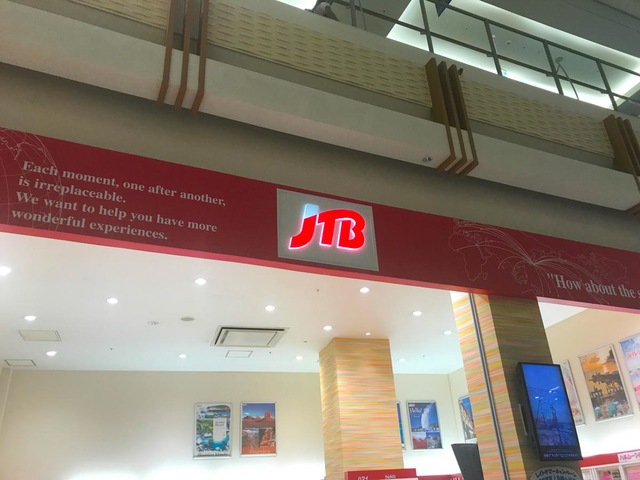 Each moment, one after another,
is irreplaceable.
We want to help you have more
wonderful experiences.
JTB
"How about the